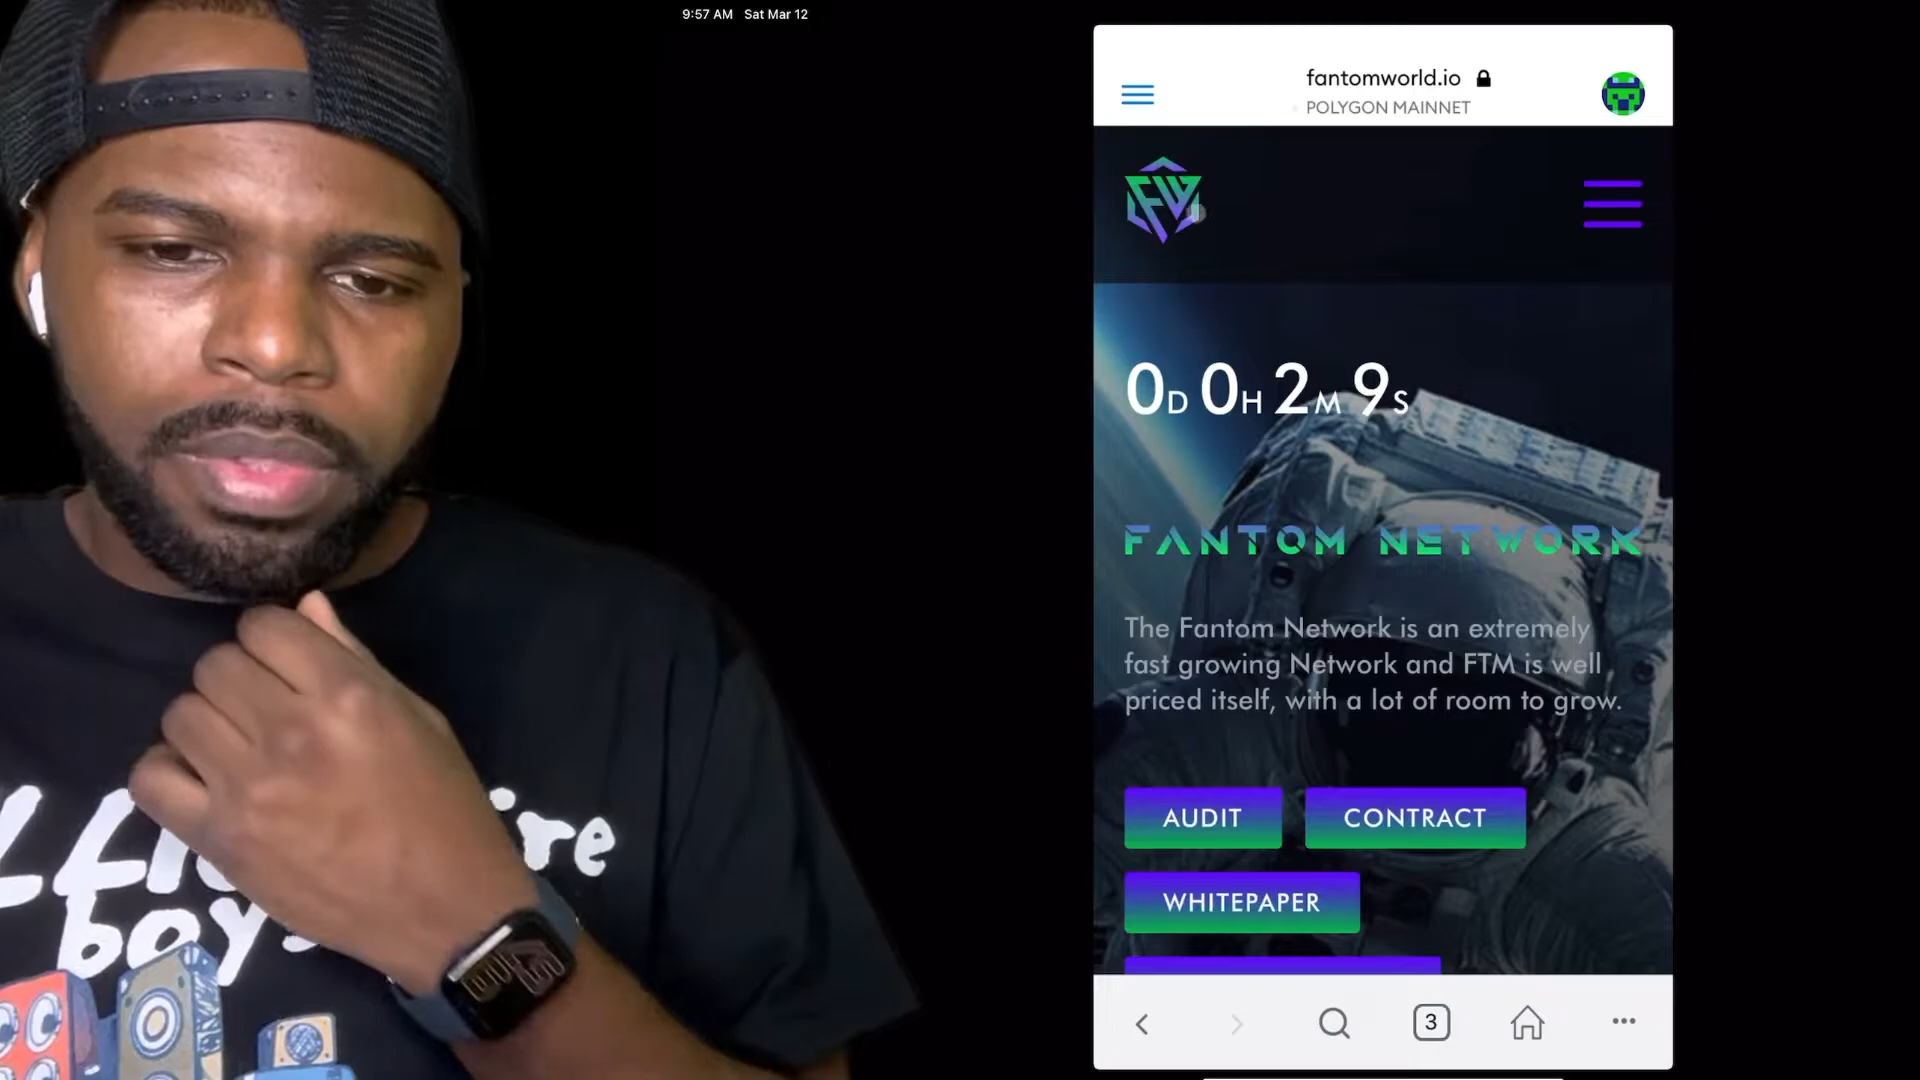 9:57 AM Sat Mar 12
fantomworld.io
POLYGON MAINNET
FW
0D 0H 2M 9S
FANTOM NETWORK
The Fantom Network is an extremely
fast growing Network and FTM is well
priced itself, with a lot of room to grow.
AUDIT CONTRACT
WHITEPAPER
3
boys